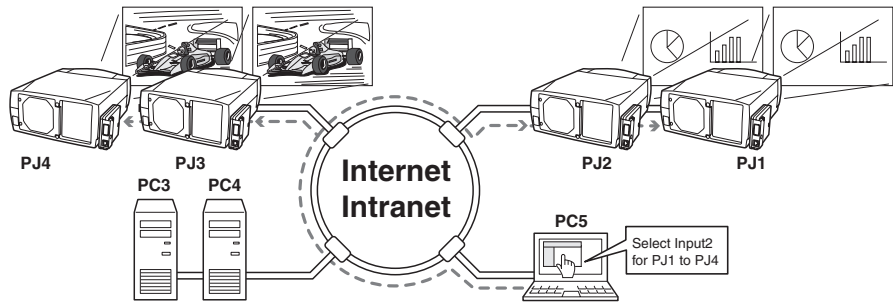 PJ4
PJ3
PJ2
PJ1
PC3
PC4
Internet
Intranet
PC5
Select Input2
for PJ1 to PJ4